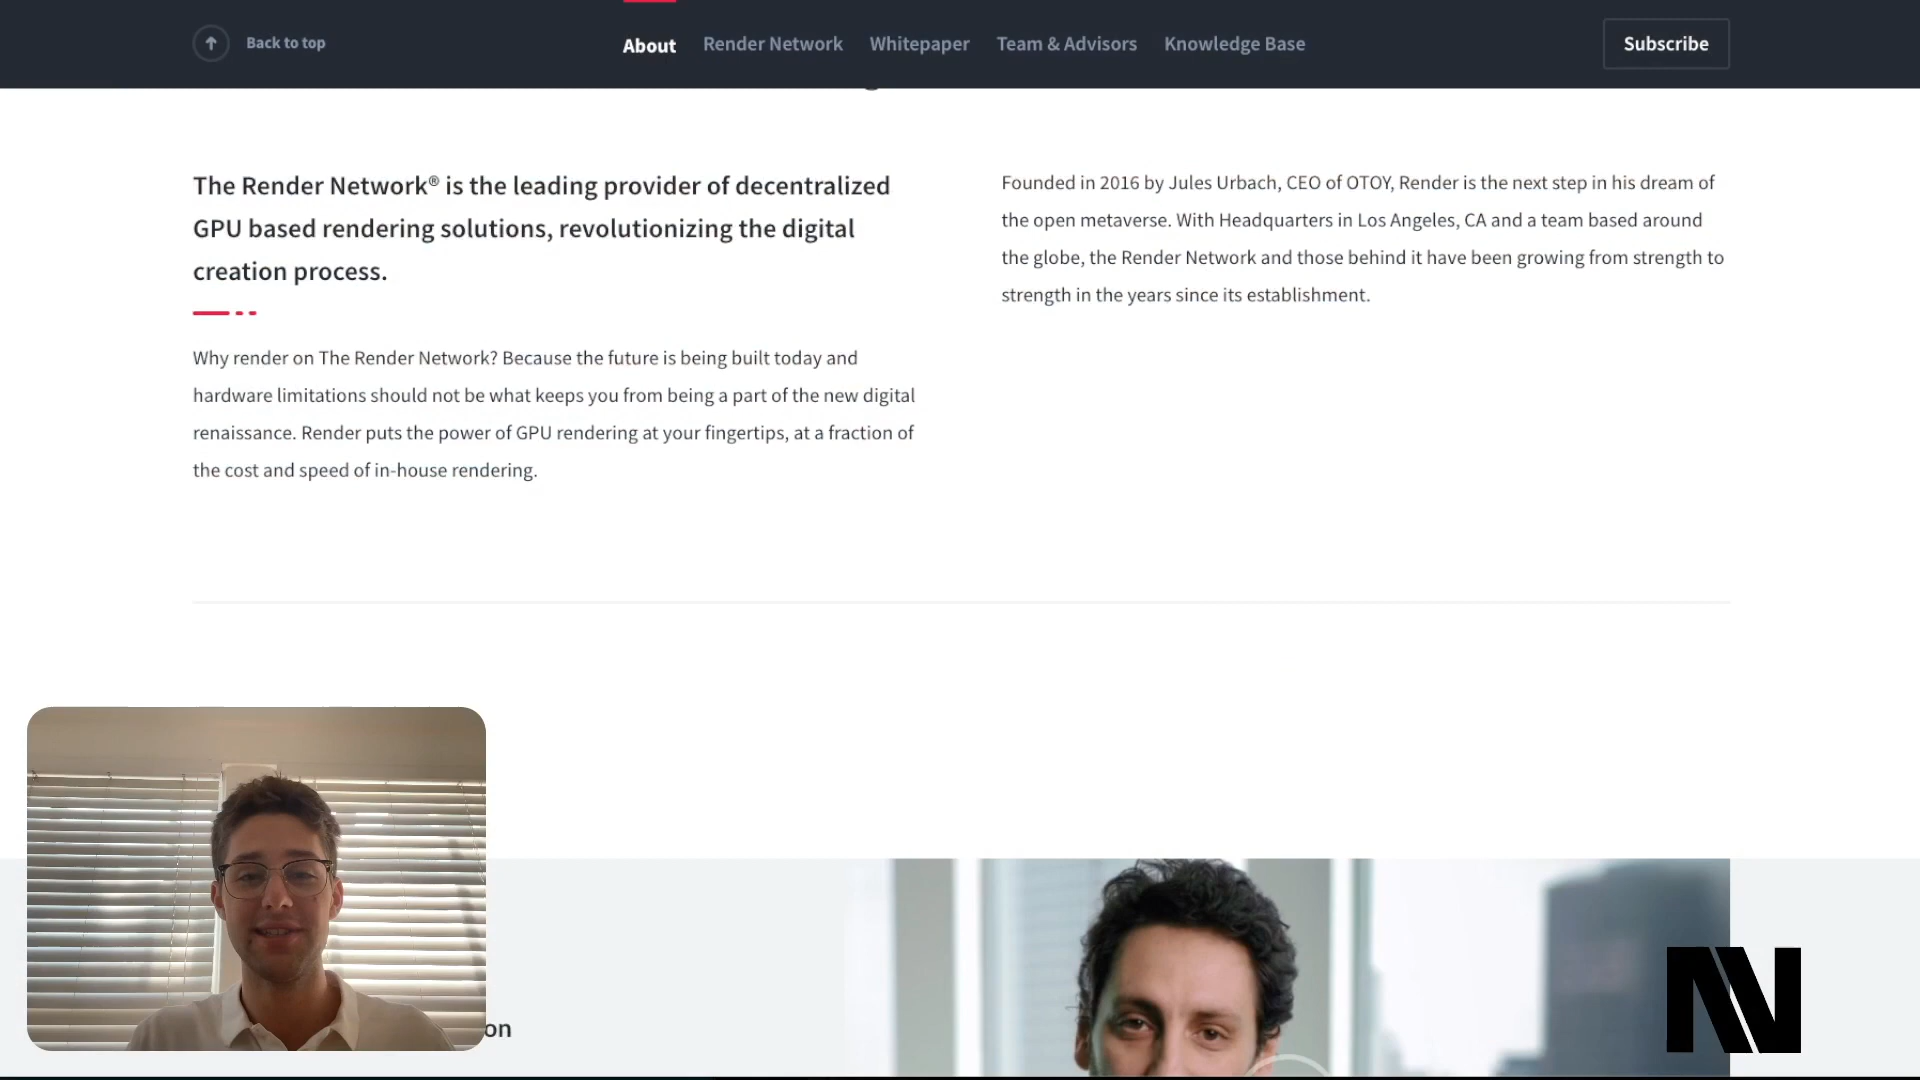 Back to top
About
Render Network
Whitepaper
Team & Advisors
Knowledge Base
Subscribe
The Render Network® is the leading provider of decentralized
GPU based rendering solutions, revolutionizing the digital
creation process.
Why render on The Render Network? Because the future is being built today and
hardware limitations should not be what keeps you from being a part of the new digital
renaissance. Render puts the power of GPU rendering at your fingertips, at a fraction of
the cost and speed of in-house rendering.
Founded in 2016 by Jules Urbach, CEO of OTOY, Render is the next step in his dream of
the open metaverse. With Headquarters in Los Angeles, CA and a team based around
the globe, the Render Network and those behind it have been growing from strength to
strength in the years since its establishment.
on